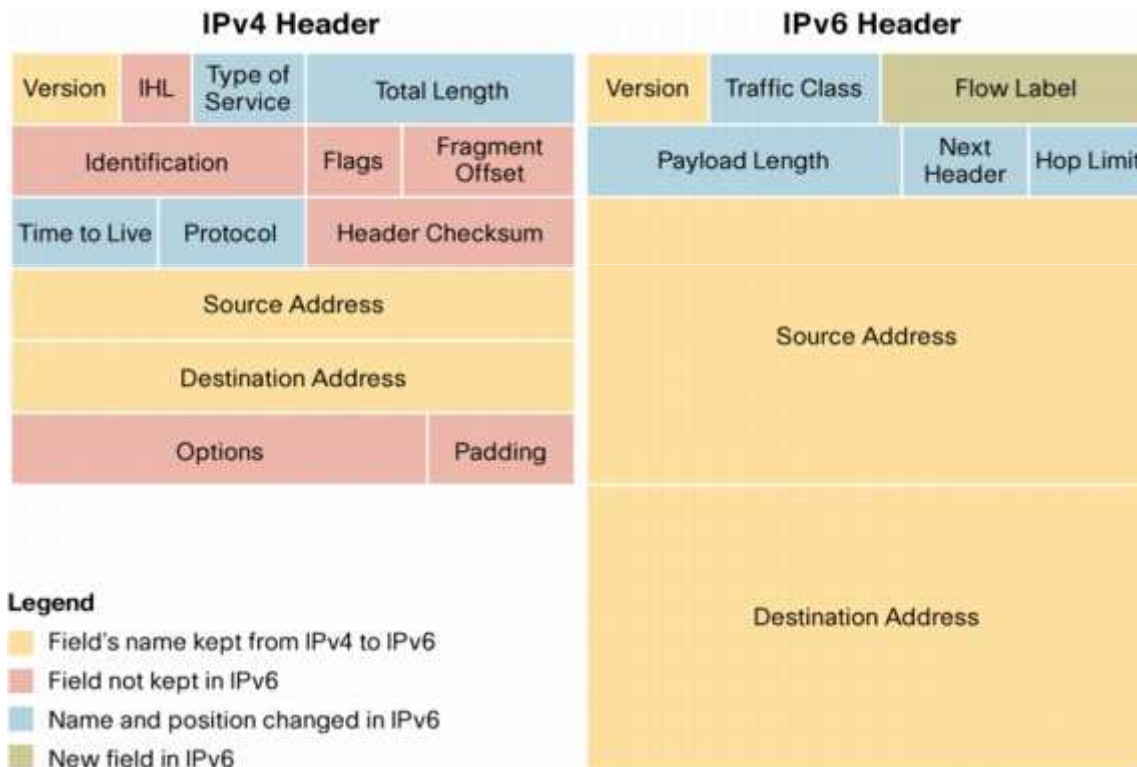 IPv4 Header
IPv6 Header
Version
IHL
Type of
Service
Total Length
Version
Traffic Class
Flow Label
Identification
Flags
Fragment
Offset
Payload Length
Next
Header
Hop Limit
Time to Live
Protocol
Header Checksum
Source Address
Source Address
Destination Address
Options
Padding
Destination Address
Legend
Field's name kept from IPv4 to IPv6
Field not kept in IPv6
Name and position changed in IPv6
New field in IPv6